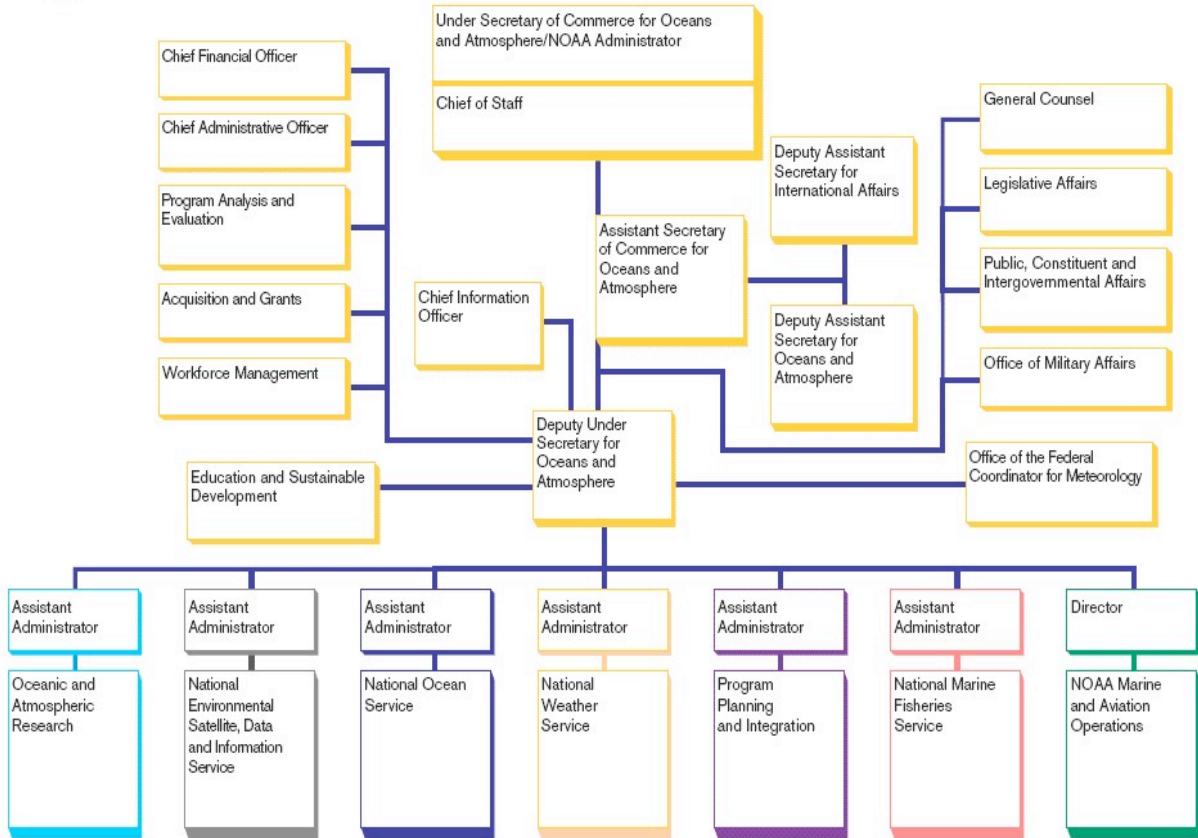 Under Secretary of Commerce for Oceans
and Atmosphere/NOAA Administrator
Chief of Staff
Chief Financial Officer
Chief Administrative Officer
Program Analysis and
Evaluation
Acquisition and Grants
Workforce Management
Chief Information
Officer
Assistant Secretary
of Commerce for
Oceans and
Atmosphere
Deputy Assistant
Secretary for
International Affairs
Deputy Assistant
Secretary for
Oceans and
Atmosphere
General Counsel
Legislative Affairs
Public, Constituent and
Intergovernmental Affairs
Office of Military Affairs
Deputy Under
Secretary for
Oceans and
Atmosphere
Education and Sustainable
Development
Office of the Federal
Coordinator for Meteorology
Assistant
Administrator
Oceanic and
Atmospheric
Research
Assistant
Administrator
National
Environmental
Satellite, Data
and Information
Service
Assistant
Administrator
National Ocean
Service
Assistant
Administrator
National
Weather
Service
Assistant
Administrator
Program
Planning
and Integration
Assistant
Administrator
National Marine
Fisheries
Service
Director
NOAA Marine
and Aviation
Operations